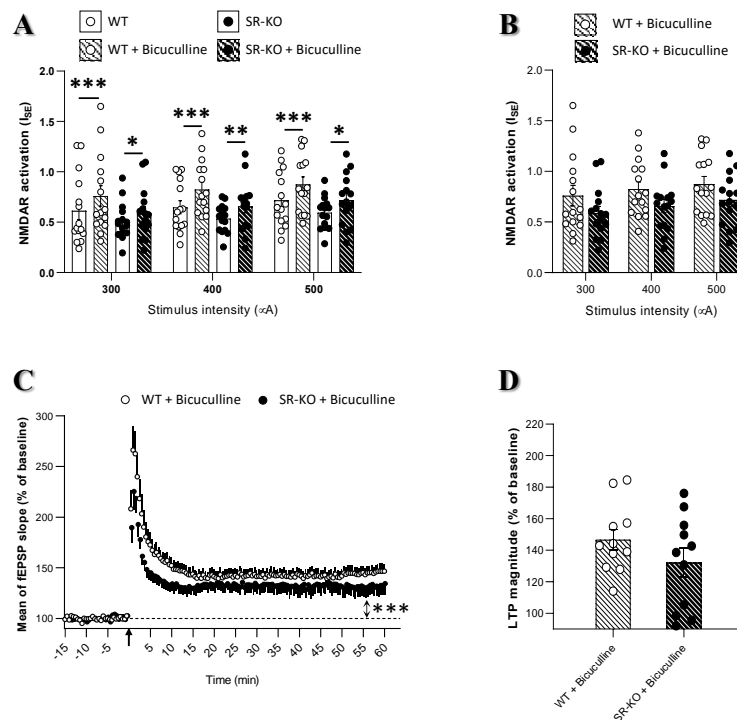 A
WT
SR-KO
WT + Bicuculline
SR-KO + Bicuculline
NMDAR activation (ISE)
2.0
1.5
1.0
0.5
0.0
***
*
***
**
***
*
300
400
500
Stimulus intensity (∝A)
B
WT + Bicuculline
SR-KO + Bicuculline
NMDAR activation (ISE)
2.0
1.5
1.0
0.5
0.0
300
400
500
Stimulus intensity (∝A)
C
WT + Bicuculline
SR-KO + Bicuculline
Mean of fEPSP slope (% of baseline)
300
250
200
150
100
***
-15
-10
-5
5
10
15
20
25
30
35
40
45
50
55
60
Time (min)
D
LTP magnitude (% of baseline)
220
200
180
160
140
120
100
WT + Bicuculline
SR-KO + Bicuculline